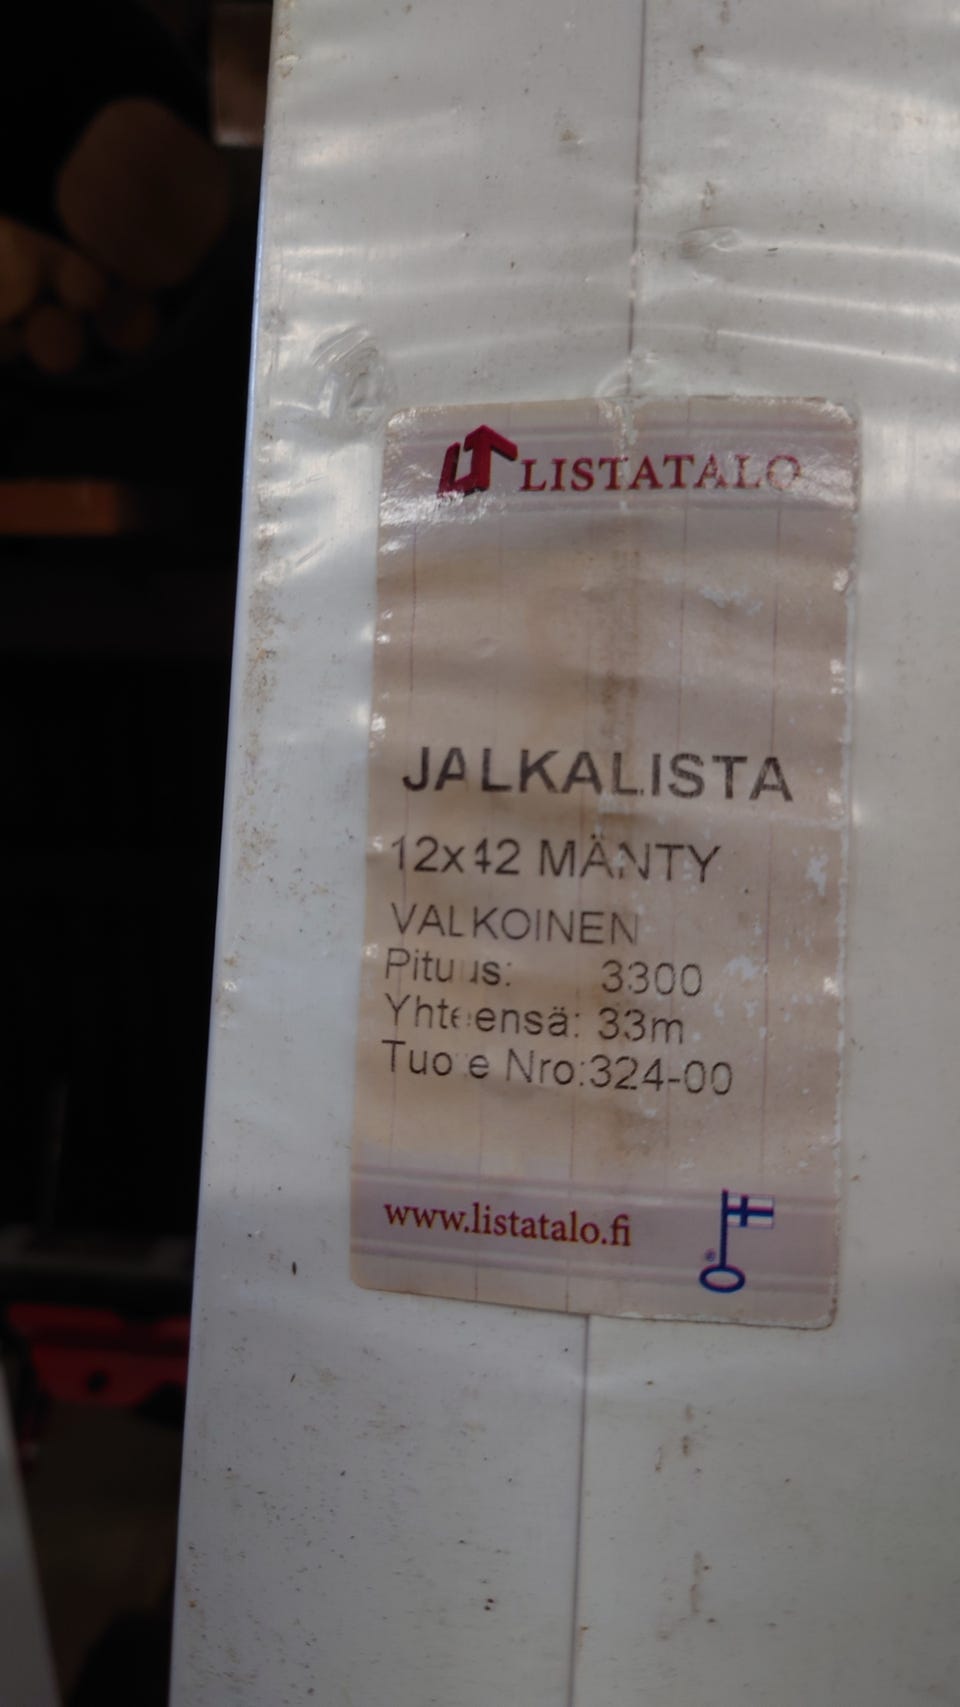 LISTATALO
JALKALISTA
12x42 MÄNTY
VALKOINEN
Pituus: 3300
Yhteensä: 33m
Tuote Nro:324-00
www.listatalo.fi